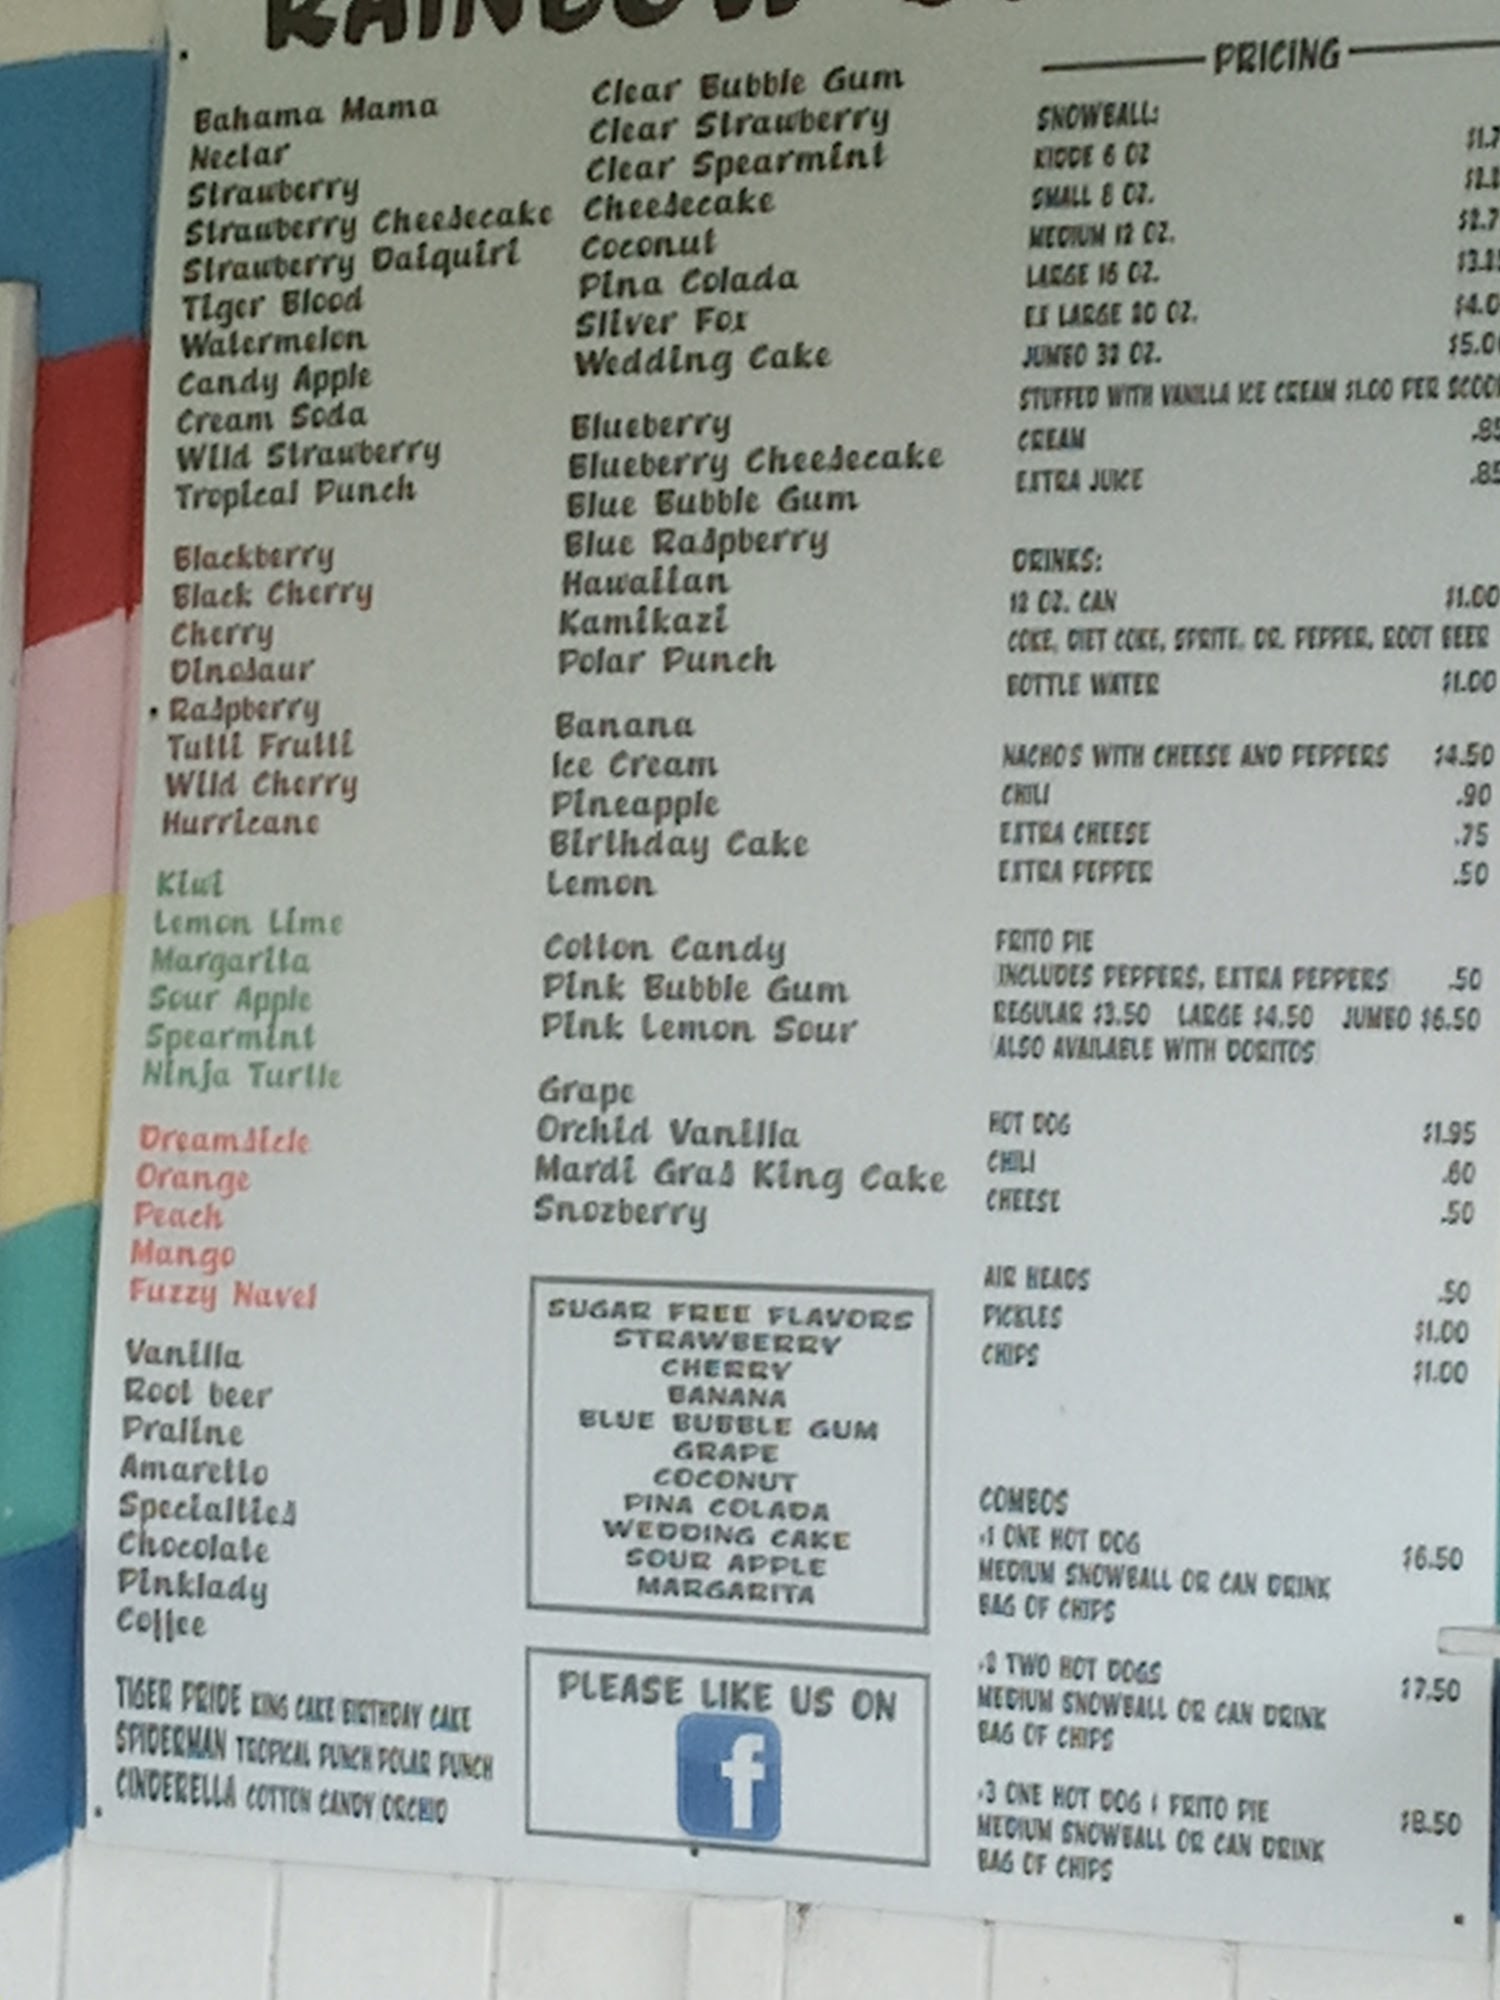 RAINBOW
Bahama Mama
Nectar
Strawberry
Strawberry Cheesecake
Strawberry Daiquiri
Tiger Blood
Watermelon
Candy Apple
Cream Soda
Wild Strawberry
Tropical Punch
Blackberry
Black Cherry
Cherry
Dinosaur
Raspberry
Tutti Frutti
Wild Cherry
Hurricane
Kiwi
Lemon Lime
Margarita
Sour Apple
Spearmint
Ninja Turtle
Dreamsicle
Orange
Peach
Mango
Fuzzy Navel
Vanilla
Root beer
Praline
Amaretto
Specialties
Chocolate
Pinklady
Coffee
TIGER PRIDE KING CAKE BIRTHDAY CAKE
SPIDERMAN TROPICAL PUNCH POLAR PUNCH
CINDERELLA COTTON CANDY ORCHID
Clear Bubble Gum
Clear Strawberry
Clear Spearmint
Cheesecake
Coconut
Pina Colada
Silver Fox
Wedding Cake
Blueberry
Blueberry Cheesecake
Blue Bubble Gum
Blue Raspberry
Hawaiian
Kamikazi
Polar Punch
Banana
Ice Cream
Pineapple
Birthday Cake
Lemon
Cotton Candy
Pink Bubble Gum
Pink Lemon Sour
Grape
Orchid Vanilla
Mardi Gras King Cake
Snozberry
SUGAR FREE FLAVORS
STRAWBERRY
CHERRY
BANANA
BLUE BUBBLE GUM
GRAPE
COCONUT
PINA COLADA
WEDDING CAKE
SOUR APPLE
MARGARITA
PLEASE LIKE US ON
f
PRICING
SNOWBALL:
KIDDE 6 OZ
SMALL 8 OZ.
MEDIUM 12 OZ.
LARGE 16 OZ.
EX LARGE 20 OZ.
JUMBO 32 OZ.
STUFFED WITH VANILLA ICE CREAM $1.00 PER
CREAM .85
EXTRA JUICE .85
DRINKS:
12 OZ. CAN $1.00
COKE, DIET COKE, SPRITE, DR. PEPPER, ROOT BEER
BOTTLE WATER $1.00
NACHOS WITH CHEESE AND PEPPERS $4.50
CHILI .90
EXTRA CHEESE .75
EXTRA PEPPER .50
FRITO PIE
INCLUDES PEPPERS, EXTRA PEPPERS .50
REGULAR $3.50 LARGE $4.50 JUMBO $6.50
ALSO AVAILABLE WITH DORITOS
HOT DOG $1.95
CHILI .60
CHEESE .50
AIR HEADS .50
PICKLES $1.00
CHIPS $1.00
COMBOS
ONE HOT DOG $6.50
MEDIUM SNOWBALL OR CAN DRINK
BAG OF CHIPS
TWO HOT DOGS $7.50
MEDIUM SNOWBALL OR CAN DRINK
BAG OF CHIPS
3 ONE HOT DOG FRITO PIE $8.50
MEDIUM SNOWBALL OR CAN DRINK
BAG OF CHIPS